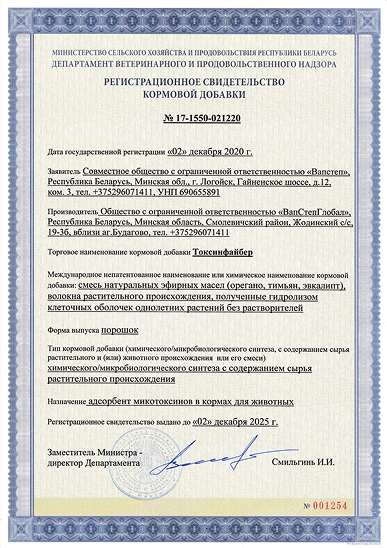 МИНИСТЕРСТВО СЕЛЬСКОГО ХОЗЯЙСТВА И ПРОДОВОЛЬСТВИЯ РЕСПУБЛИКИ БЕЛАРУСЬ
ДЕПАРТАМЕНТ ВЕТЕРИНАРНОГО И ПРОДОВОЛЬСТВЕННОГО НАДЗОРА
РЕГИСТРАЦИОННОЕ СВИДЕТЕЛЬСТВО
КОРМОВОЙ ДОБАВКИ
№ 17-1550-021220
Дата государственной регистрации «02» декабря 2020 г.
Заявитель Совместное общество с ограниченной ответственностью «Вапстеп»,
Республика Беларусь, Минская обл., г. Логойск, Гайненское шоссе, д.12,
ком. 3, тел. +375296071411, УНП 690655891
Производитель Общество с ограниченной ответственностью «ВапСтепГлобал»,
Республика Беларусь, Минская область, Смолевичский район, Жодинский с/с,
19-3б, вблизи аг.Будагово, тел. +375296071411
Торговое наименование кормовой добавки Токсинфайбер
Международное непатентованное наименование или химическое наименование кормовой
добавки: смесь натуральных эфирных масел (орегано, тимьян, эвкалипт),
волокна растительного происхождения, полученные гидролизом
клеточных оболочек однолетних растений без растворителей
Форма выпуска порошок
Тип кормовой добавки (химического/микробиологического синтеза, с содержанием сырья
растительного и (или) животного происхождения или его смеси)
химического/микробиологического синтеза с содержанием сырья
растительного происхождения
Назначение адсорбент микотоксинов в кормах для животных
Регистрационное свидетельство выдано до «02» декабря 2025 г.
Заместитель Министра -
директор Департамента
Смильгинь И.И.
№ 001254